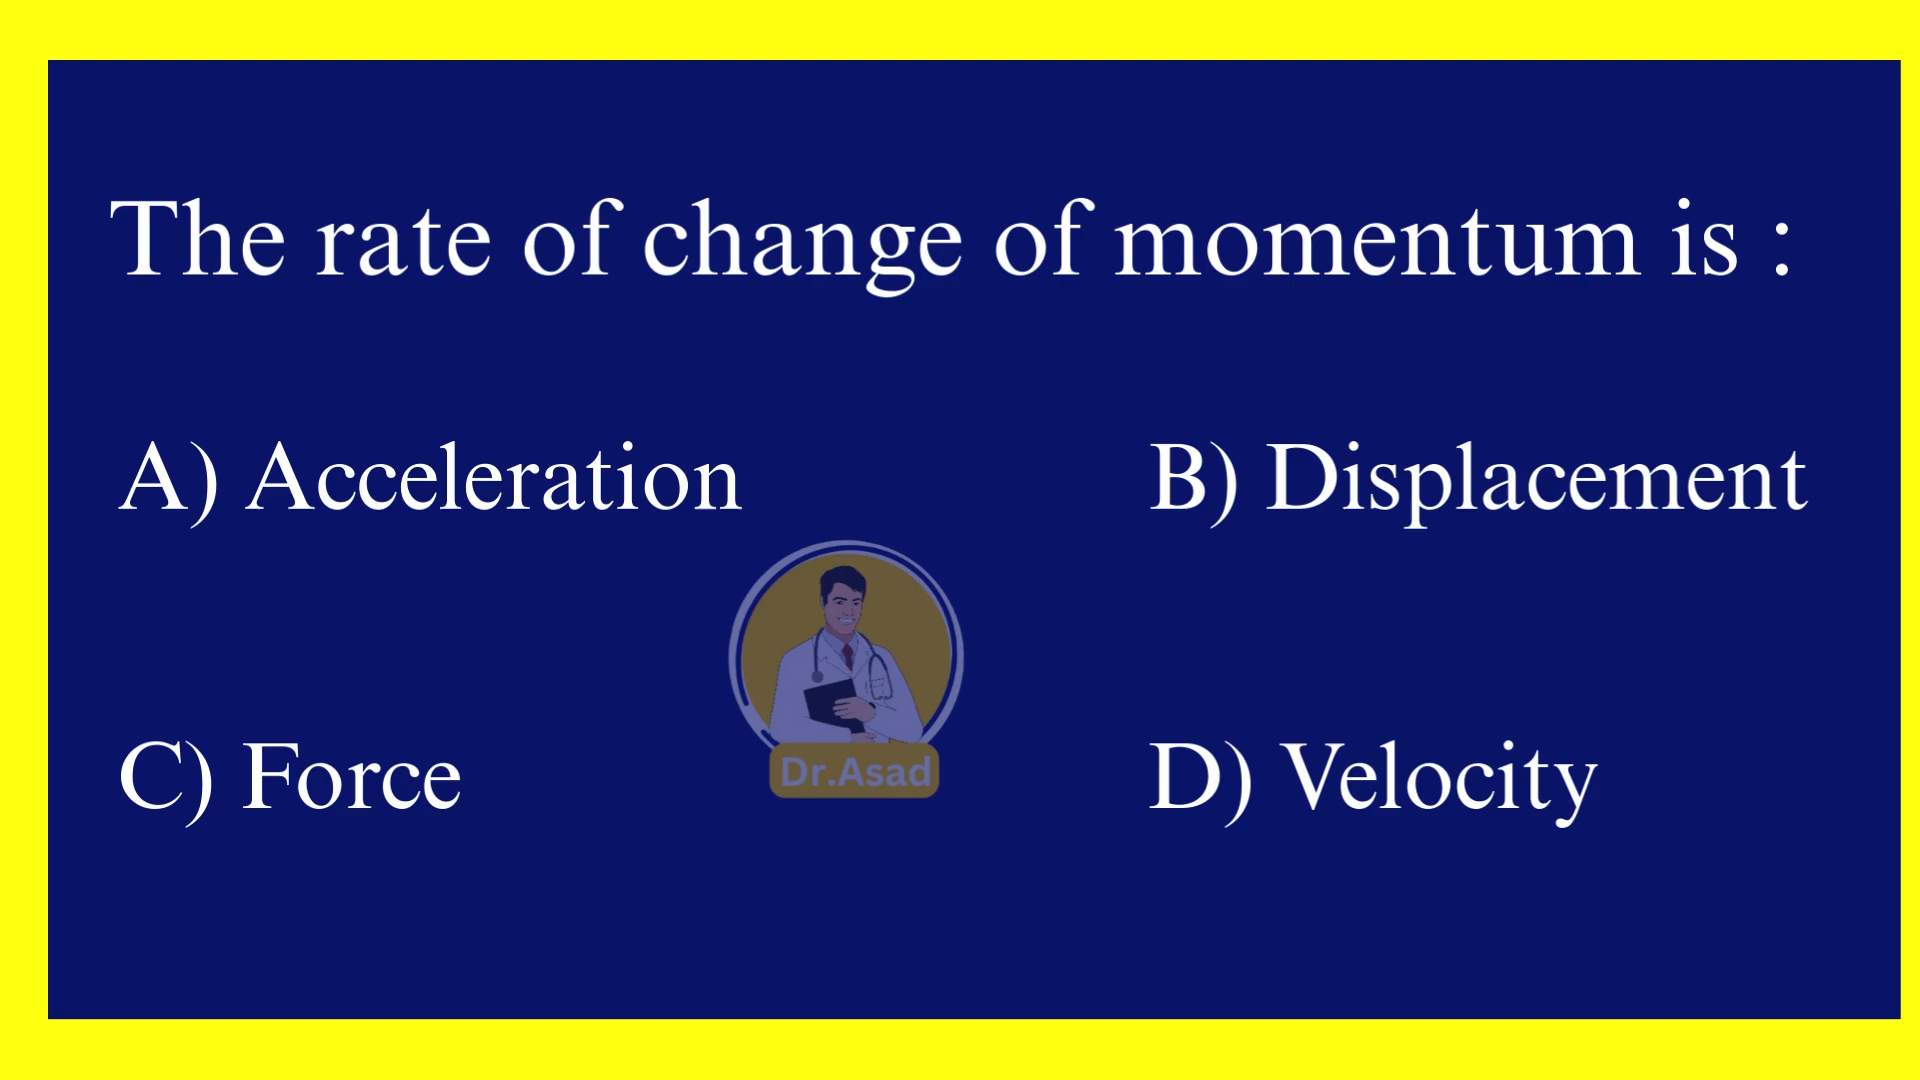 The rate of change of momentum is :
A) Acceleration
B) Displacement
C) Force
D) Velocity
Dr.Asad